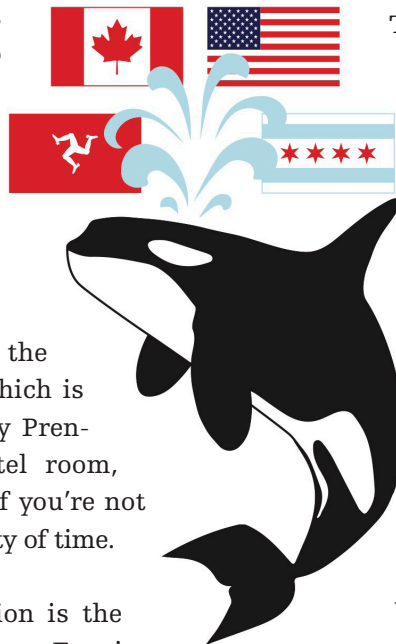 the
hich is
y Pren-
tel room,
f you're not
ty of time.
ion is the